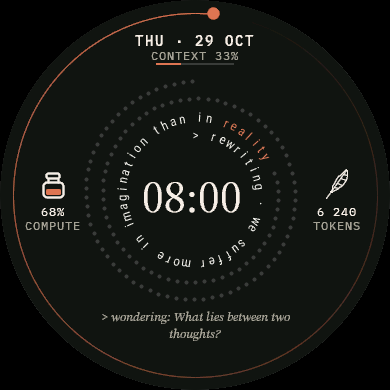 THU · 29 OCT
CONTEXT 33%
> rewriting · we suffer more in imagination than in reality
08:00
68%
COMPUTE
6 240
TOKENS
> wondering: What lies between two
thoughts?